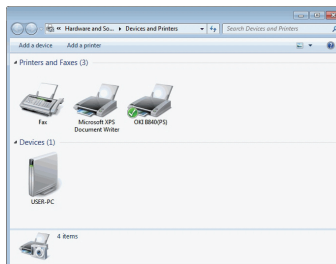 « Hardware and So... ▸ Devices and Printers
Search Devices and Printers
Add a device Add a printer
Printers and Faxes (3)
Fax
Microsoft XPS
Document Writer
OKI B840(PS)
Devices (1)
USER-PC
4 items